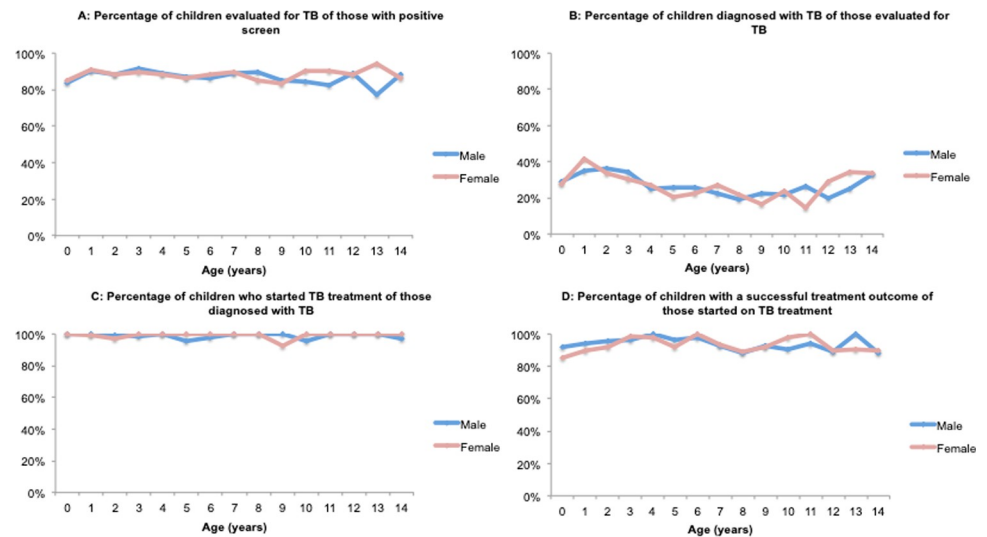 A: Percentage of children evaluated for TB of those with positive
screen
100%
80%
60%
40%
20%
0%
0 1 2 3 4 5 6 7 8 9 10 11 12 13 14
Age (years)
Male
Female
B: Percentage of children diagnosed with TB of those evaluated for
TB
100%
80%
60%
40%
20%
0%
0 1 2 3 4 5 6 7 8 9 10 11 12 13 14
Age (years)
Male
Female
C: Percentage of children who started TB treatment of those
diagnosed with TB
100%
80%
60%
40%
20%
0%
0 1 2 3 4 5 6 7 8 9 10 11 12 13 14
Age (years)
Male
Female
D: Percentage of children with a successful treatment outcome of
those started on TB treatment
100%
80%
60%
40%
20%
0%
0 1 2 3 4 5 6 7 8 9 10 11 12 13 14
Age (years)
Male
Female